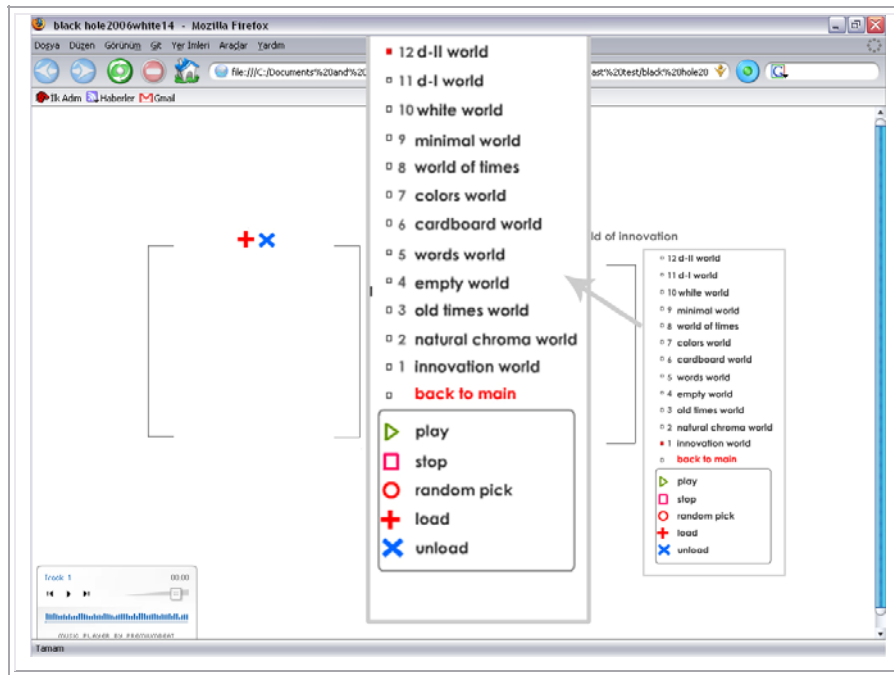 black hole2006white14 - Mozilla Firefox
Dosya Düzen Görünüm Git Yer İmleri Araçlar Yardım
file:///C:/Documents%20and%2 ast%20test/black%20hole20
İlk Adım Haberler Gmail
12 d-II world
11 d-I world
10 white world
9 minimal world
8 world of times
7 colors world
6 cardboard world
5 words world
4 empty world
3 old times world
2 natural chroma world
1 innovation world
back to main
play
stop
random pick
load
unload
ld of innovation
12 d-II world
11 d-I world
10 white world
9 minimal world
8 world of times
7 colors world
6 cardboard world
5 words world
4 empty world
3 old times world
2 natural chroma world
1 innovation world
back to main
play
stop
random pick
load
unload
Track 1 00:00
MUSIC PLAYER BY PREMIUMBEAT
Tamam